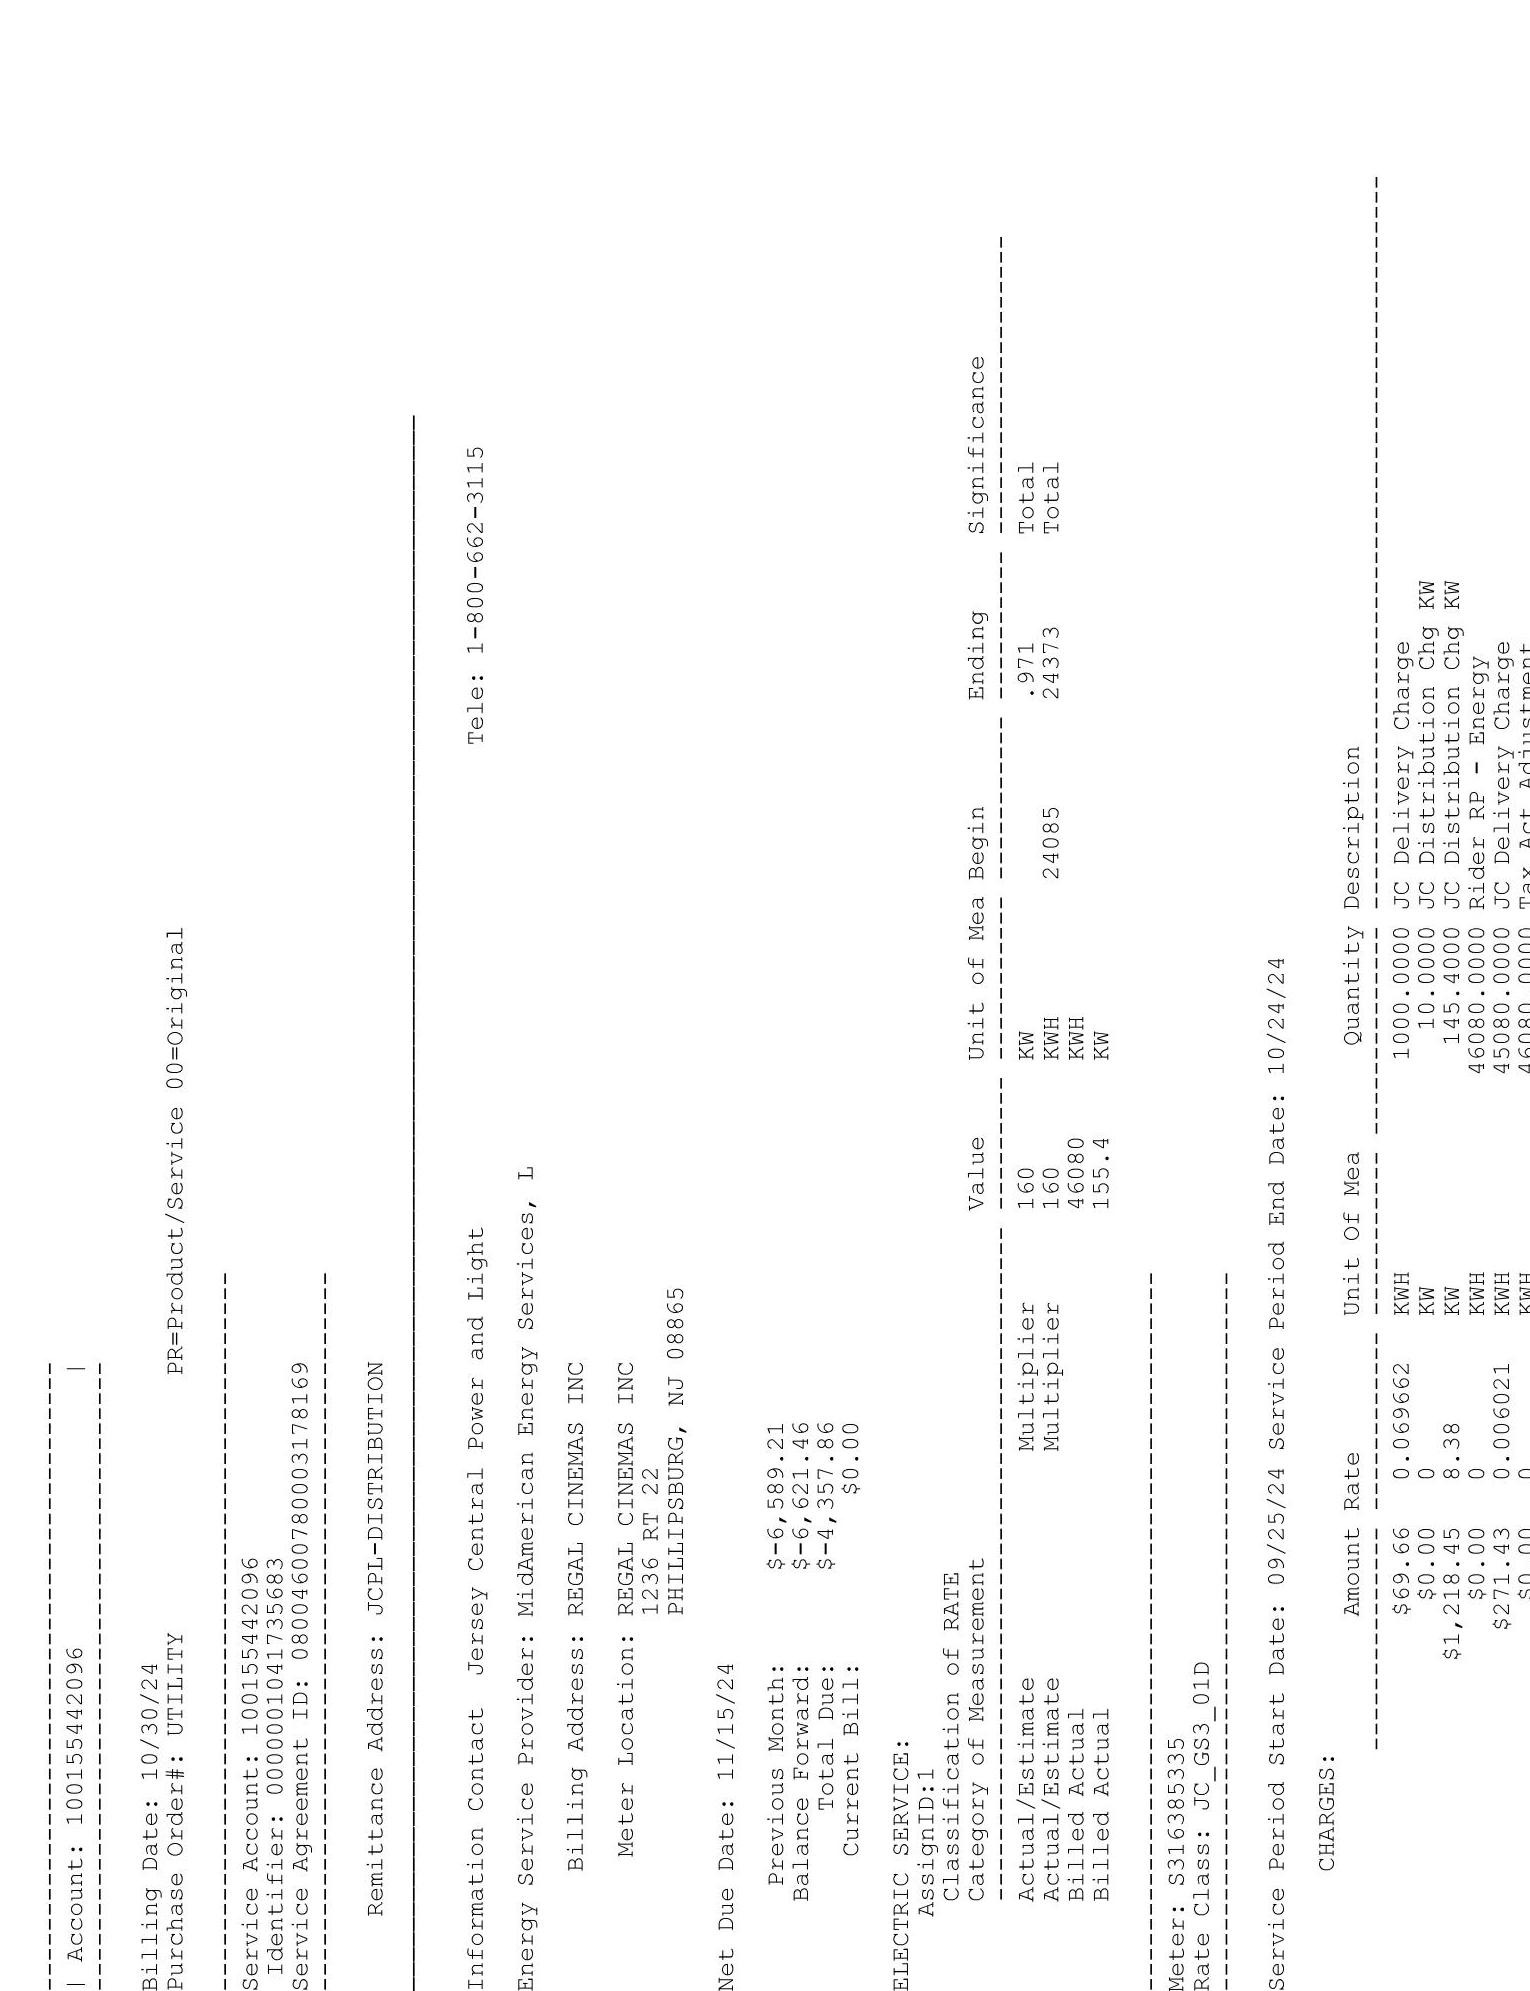 | Account: 100155442096 |
Billing Date: 10/30/24
Purchase Order#: UTILITY PR=Product/Service 00=Original
Service Account: 100155442096
Identifier: 0000010417356​83
Service Agreement ID: 08004600780003178169
Remittance Address: JCPL-DISTRIBUTION
Information Contact Jersey Central Power and Light Tele: 1-800-662-3115
Energy Service Provider: MidAmerican Energy Services, L
Billing Address: REGAL CINEMAS INC
Meter Location: REGAL CINEMAS INC
1236 RT 22
PHILLIPSBURG, NJ 08865
Net Due Date: 11/15/24
Previous Month: $-6,589.21
Balance Forward: $-6,621.46
Total Due: $-4,357.86
Current Bill: $0.00
ELECTRIC SERVICE:
AssignID:1
Classification of RATE
Category of Measurement Value Unit of Mea Begin Ending Significance
Actual/Estimate Multiplier 160 KW .971 Total
Actual/Estimate Multiplier 160 KWH 24085 24373 Total
Billed Actual 46080 KWH
Billed Actual 155.4 KW
Meter: S316385335
Rate Class: JC_GS3_01D
Service Period Start Date: 09/25/24 Service Period End Date: 10/24/24
CHARGES:
Amount Rate Unit Of Mea Quantity Description
$69.66 0.069662 KWH 1000.0000 JC Delivery Charge
$0.00 0 KW 10.0000 JC Distribution Chg KW
$1,218.45 8.38 KW 145.4000 JC Distribution Chg KW
$0.00 0 KWH 46080.0000 Rider RP - Energy
$271.43 0.006021 KWH 45080.0000 JC Delivery Charge
$0.00 0 KWH 46080.0000 Tax Act Adjustment